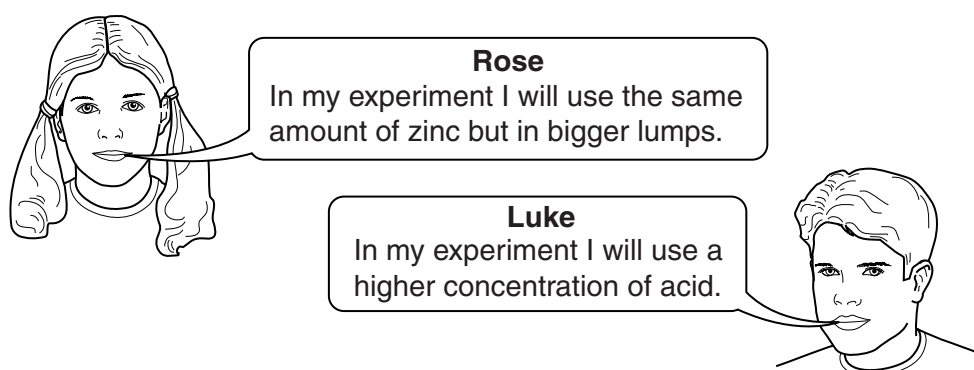 Rose
In my experiment I will use the same
amount of zinc but in bigger lumps.
Luke
In my experiment I will use a
higher concentration of acid.